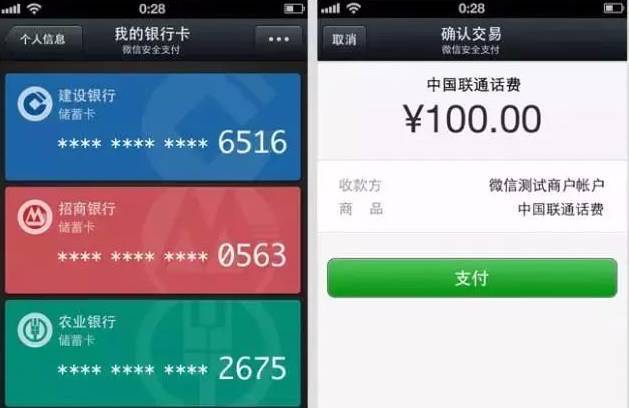 0:28
个人信息
我的银行卡
微信安全支付
建设银行
储蓄卡
**** **** **** 6516
招商银行
储蓄卡
**** **** **** 0563
农业银行
储蓄卡
**** **** **** 2675
0:28
取消
确认交易
微信安全支付
中国联通话费
¥100.00
收款方 微信测试商户帐户
商 品 中国联通话费
支付